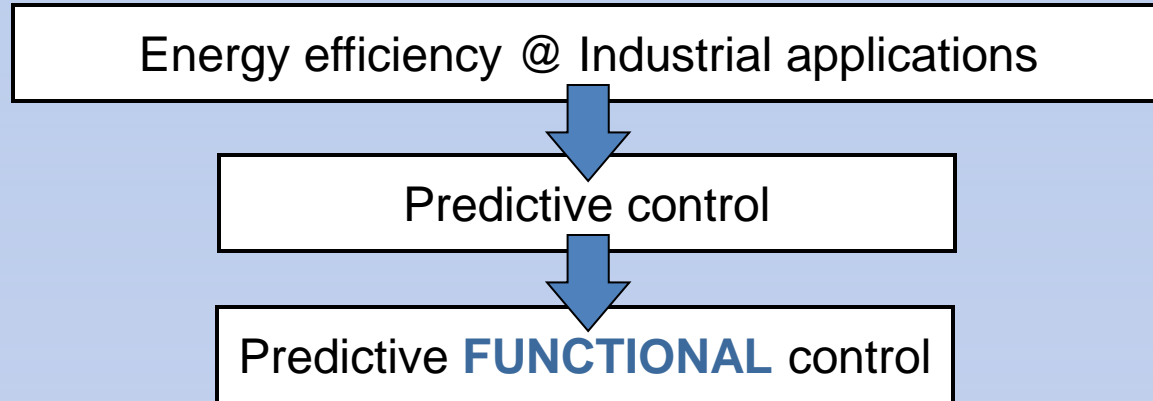 Energy efficiency @ Industrial applications
Predictive control
Predictive FUNCTIONAL control